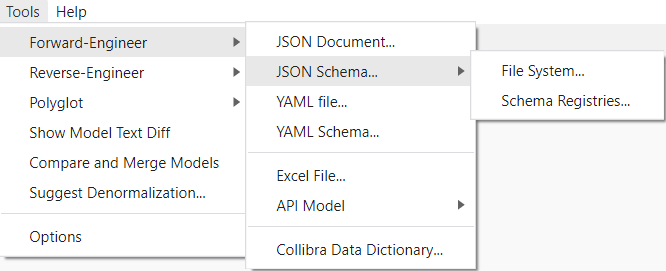 Tools Help
Forward-Engineer
Reverse-Engineer
Polyglot
Show Model Text Diff
Compare and Merge Models
Suggest Denormalization...
Options
JSON Document...
JSON Schema...
YAML file...
YAML Schema...
Excel File...
API Model
Collibra Data Dictionary...
File System...
Schema Registries...